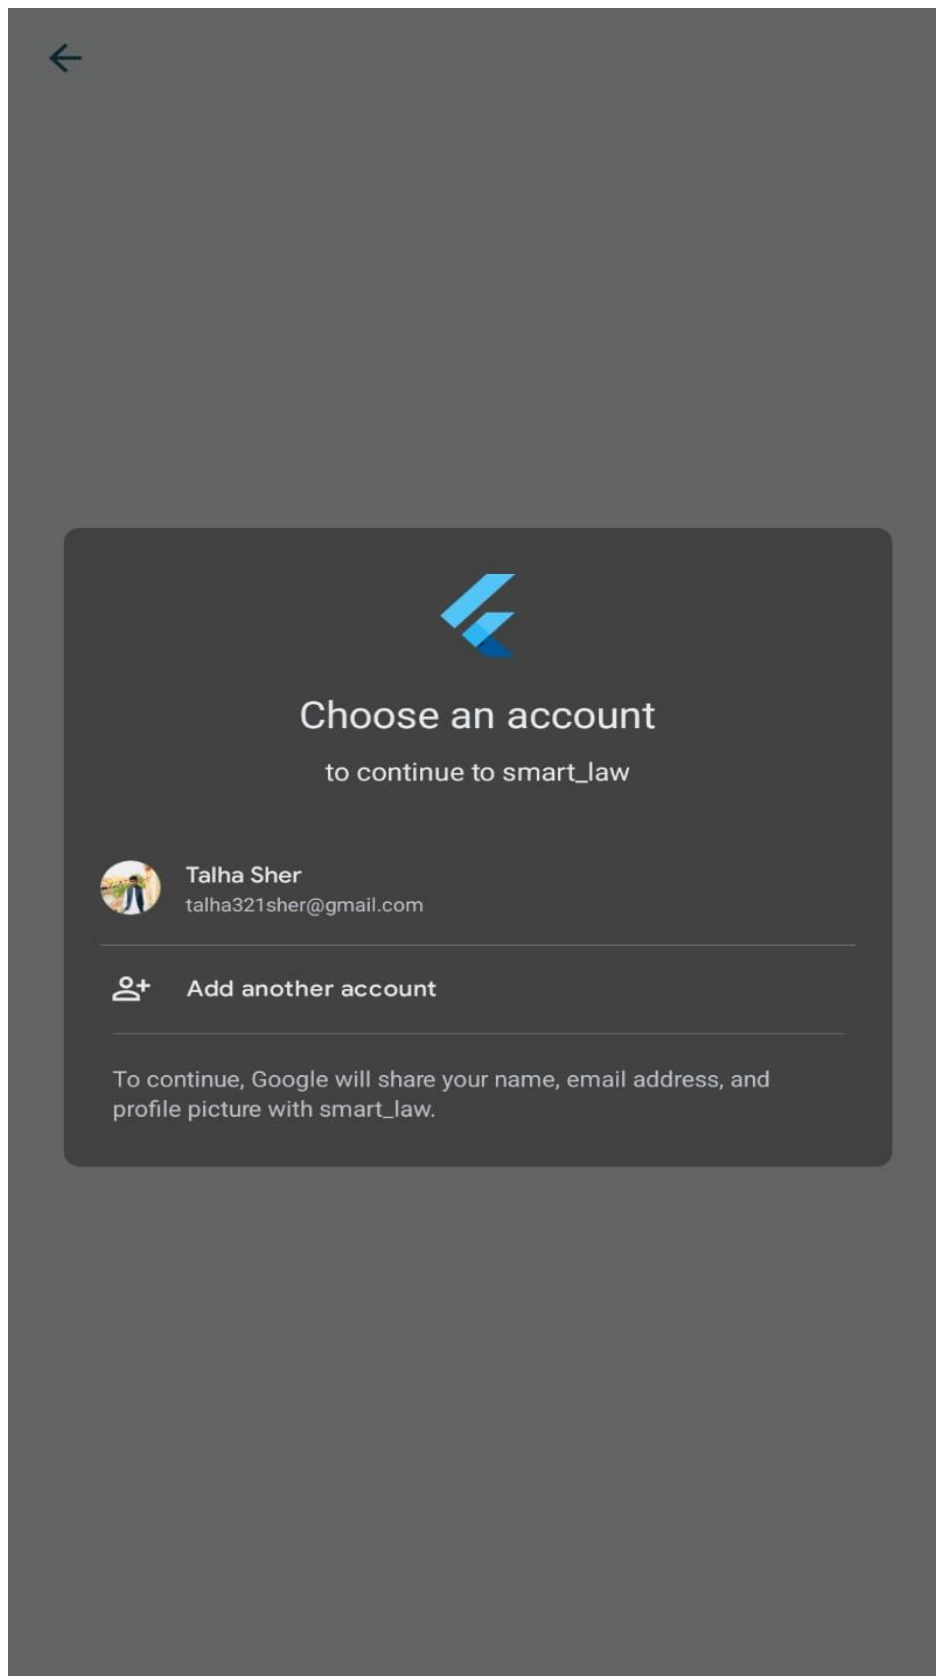 Choose an account
to continue to smart_law
Talha Sher
talha321sher@gmail.com
Add another account
To continue, Google will share your name, email address, and
profile picture with smart_law.